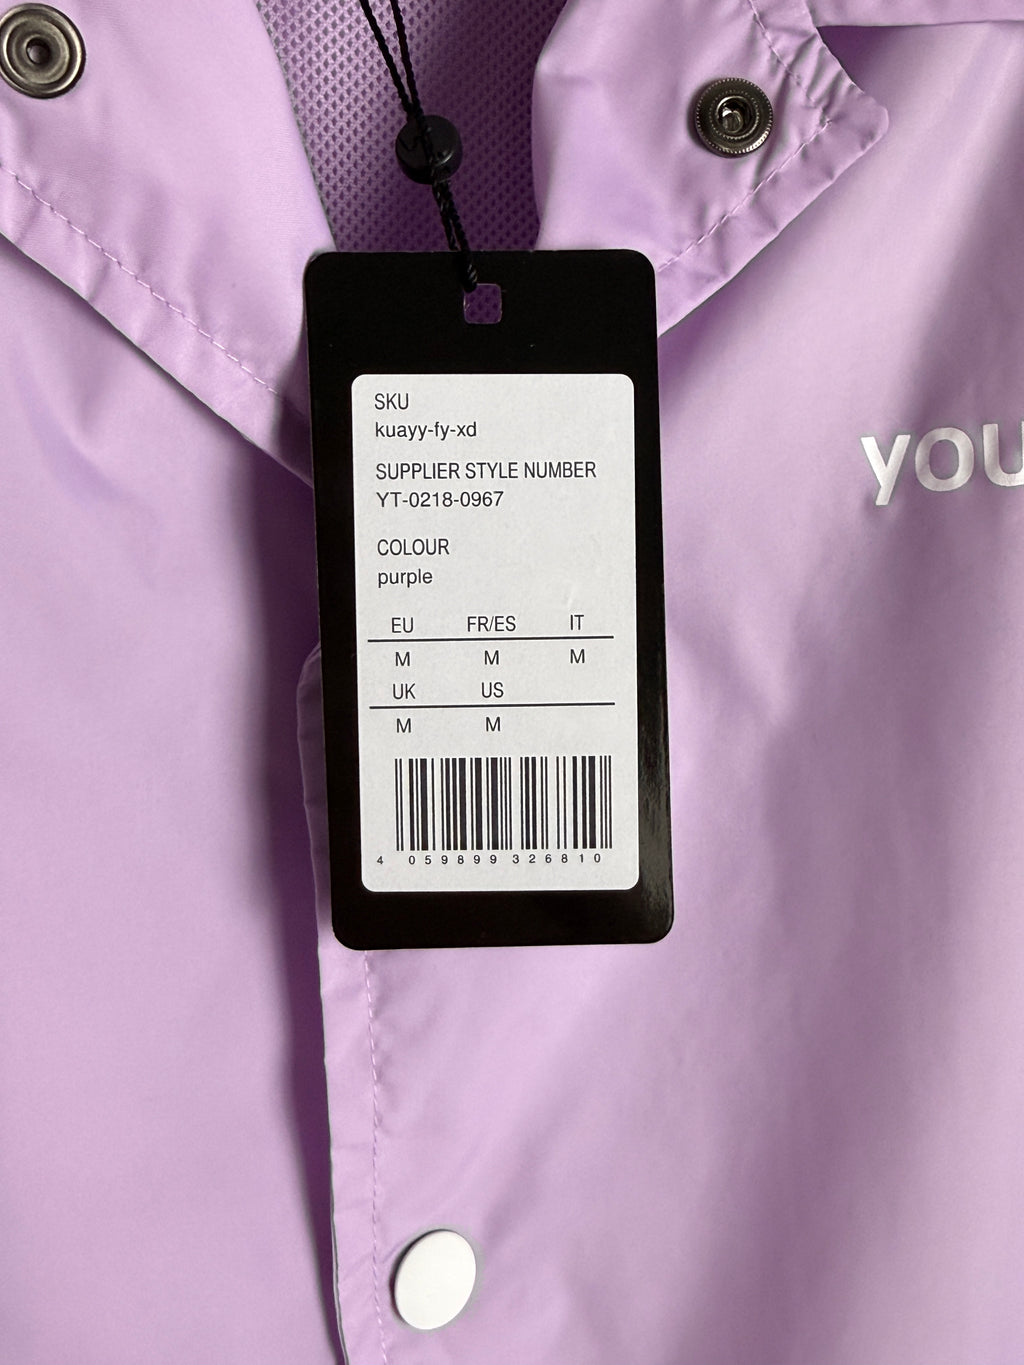 SKU
kuayy-fy-xd
SUPPLIER STYLE NUMBER
YT-0218-0967
COLOUR
purple
EU FR/ES IT
M M M
UK US
M M
4 059899 326810
you